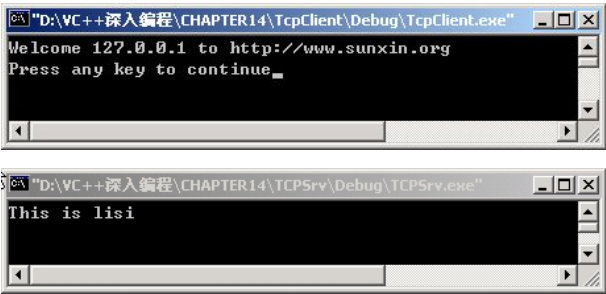 "D:\VC++深入编程\CHAPTER14\TcpClient\Debug\TcpClient.exe"
Welcome 127.0.0.1 to http://www.sunxin.org
Press any key to continue_
"D:\VC++深入编程\CHAPTER14\TCPSrv\Debug\TCPSrv.exe"
This is lisi